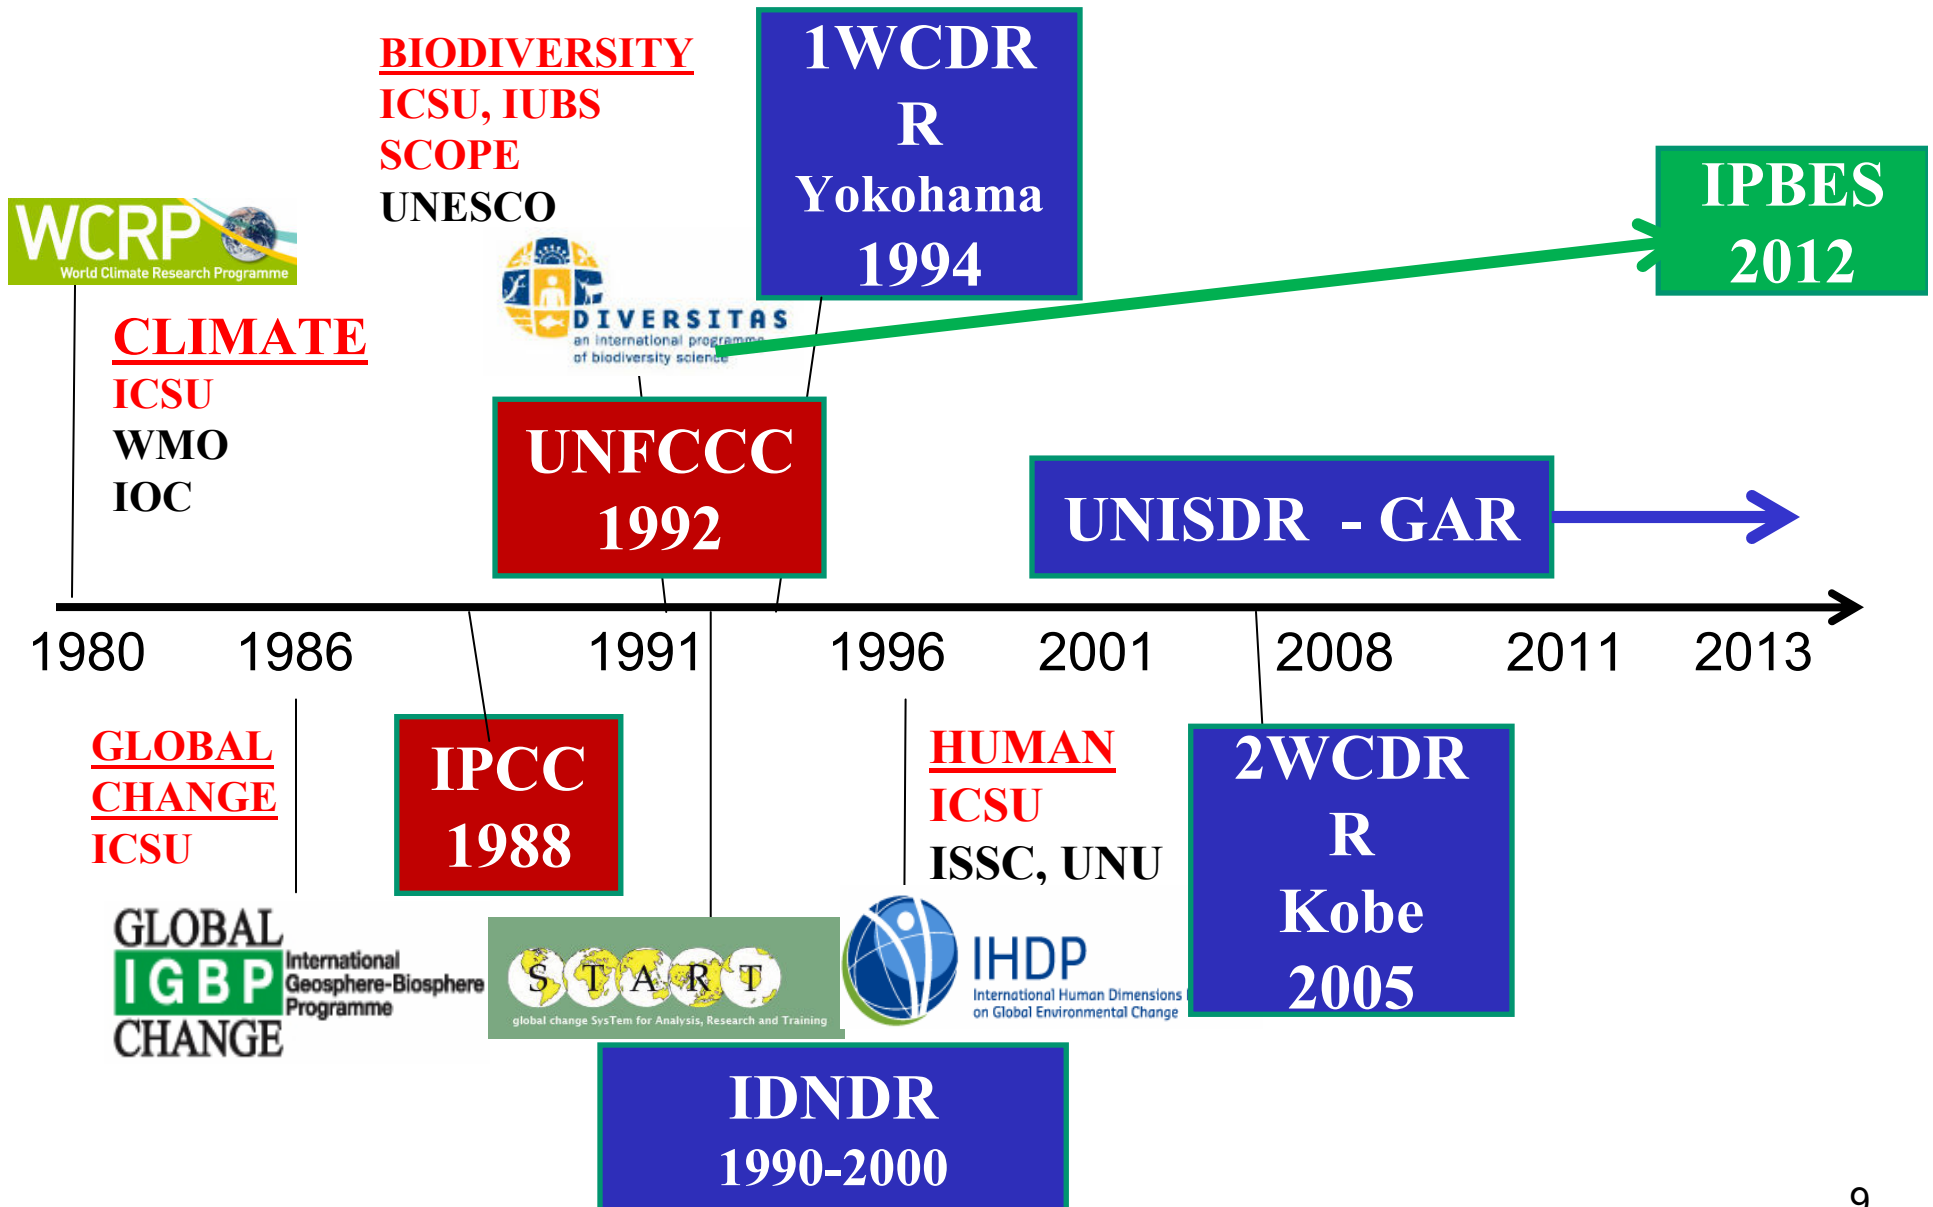 BIODIVERSITY
ICSU, IUBS
SCOPE
UNESCO
1WCDR
R
Yokohama
1994
IPBES
2012
WCRP
World Climate Research Programme
DIVERSITAS
an international programme
of biodiversity science
CLIMATE
ICSU
WMO
IOC
UNFCCC
1992
UNISDR - GAR
1980 1986 1991 1996 2001 2008 2011 2013
GLOBAL
CHANGE
ICSU
IPCC
1988
HUMAN
ICSU
ISSC, UNU
2WCDR
R
Kobe
2005
GLOBAL
IGBP
CHANGE
International
Geosphere-Biosphere
Programme
START
global change SysTem for Analysis, Research and Training
IHDP
International Human Dimensions
on Global Environmental Change
IDNDR
1990-2000
9